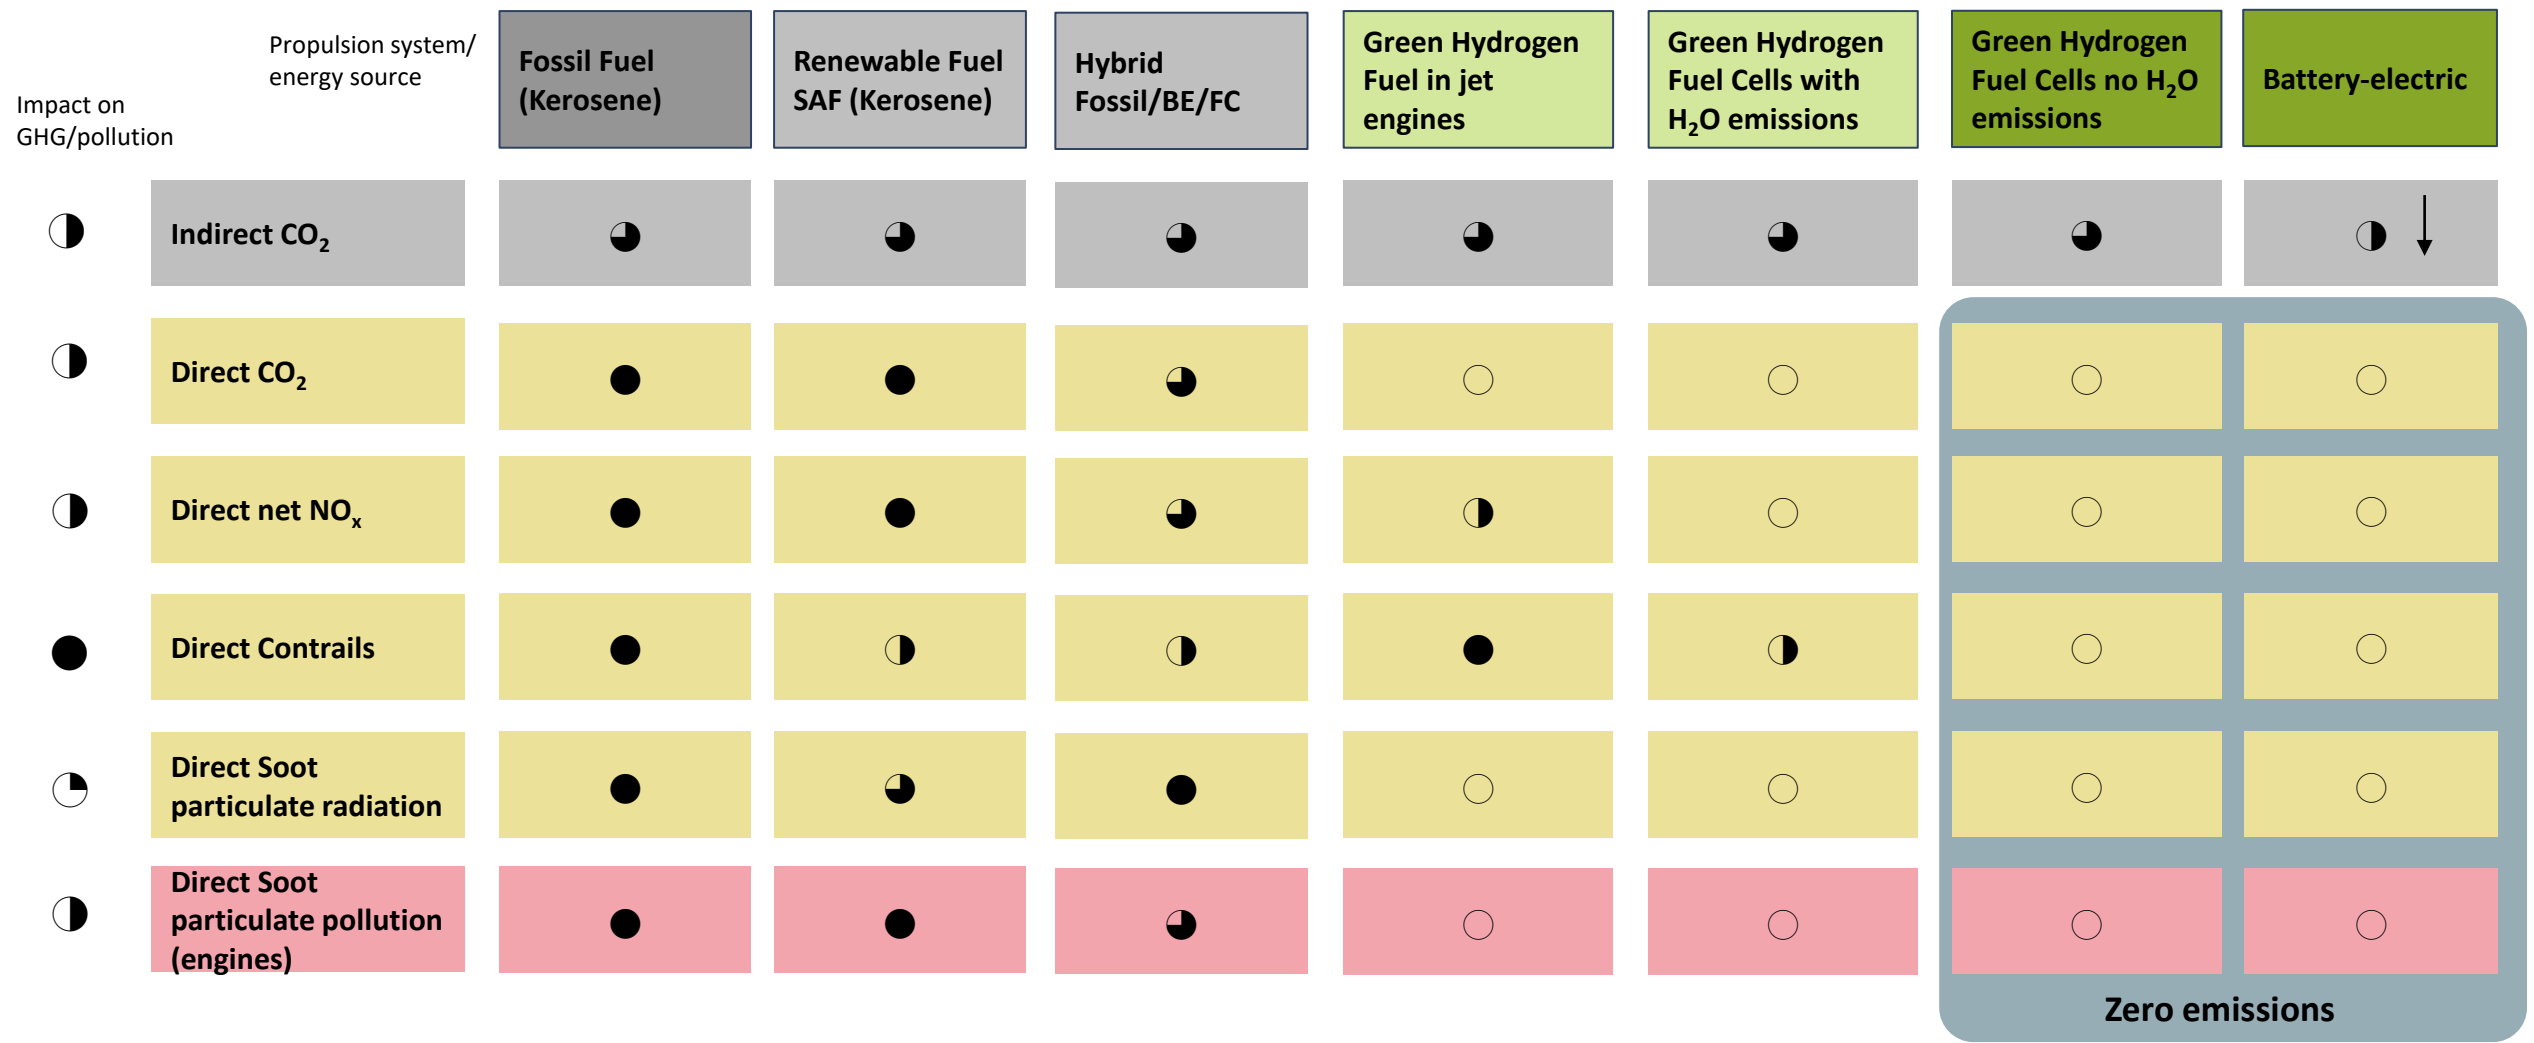 Propulsion system/
energy source
Impact on
GHG/pollution
Fossil Fuel
(Kerosene)
Renewable Fuel
SAF (Kerosene)
Hybrid
Fossil/BE/FC
Green Hydrogen
Fuel in jet
engines
Green Hydrogen
Fuel Cells with
H₂O emissions
Green Hydrogen
Fuel Cells no H₂O
emissions
Battery-electric
Indirect CO₂
Direct CO₂
Direct net NOₓ
Direct Contrails
Direct Soot
particulate radiation
Direct Soot
particulate pollution
(engines)
Zero emissions